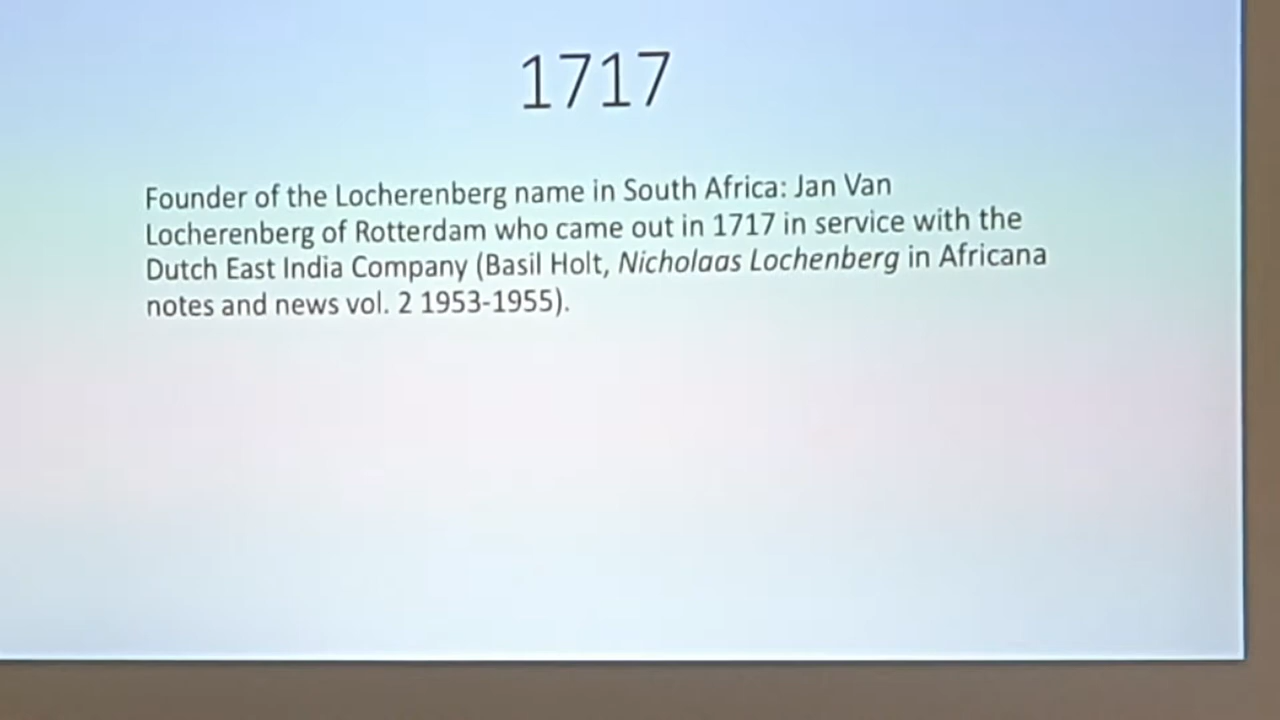 1717
Founder of the Locherenberg name in South Africa: Jan Van
Locherenberg of Rotterdam who came out in 1717 in service with the
Dutch East India Company (Basil Holt, Nicholaas Lochenberg in Africana
notes and news vol. 2 1953-1955).